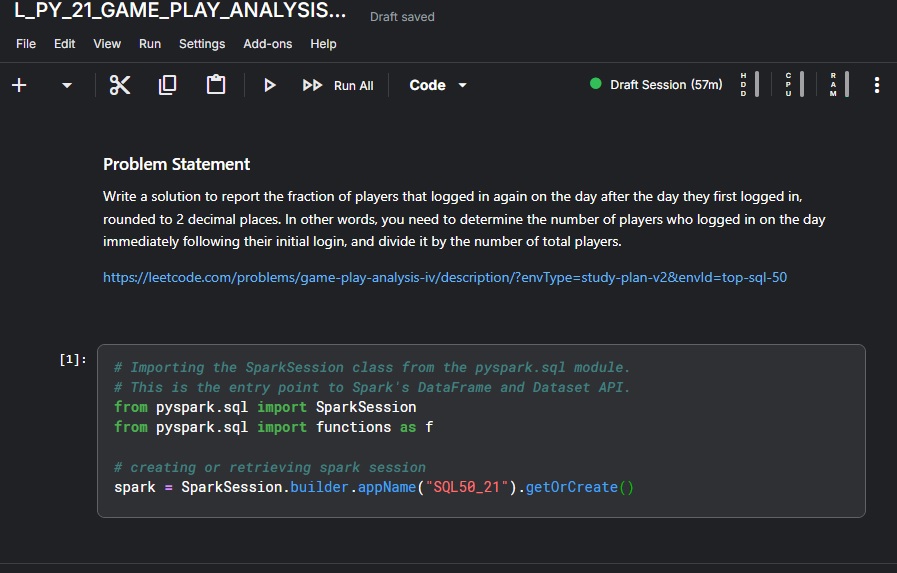 L_PY_21_GAME_PLAY_ANALYSIS...
Draft saved
File Edit View Run Settings Add-ons Help
Run All Code Draft Session (57m) HDD CPU RAM
Problem Statement
Write a solution to report the fraction of players that logged in again on the day after the day they first logged in,
rounded to 2 decimal places. In other words, you need to determine the number of players who logged in on the day
immediately following their initial login, and divide it by the number of total players.
https://leetcode.com/problems/game-play-analysis-iv/description/?envType=study-plan-v2&envId=top-sql-50
[1]:
# Importing the SparkSession class from the pyspark.sql module.
# This is the entry point to Spark's DataFrame and Dataset API.
from pyspark.sql import SparkSession
from pyspark.sql import functions as f
# creating or retrieving spark session
spark = SparkSession.builder.appName("SQL50_21").getOrCreate()